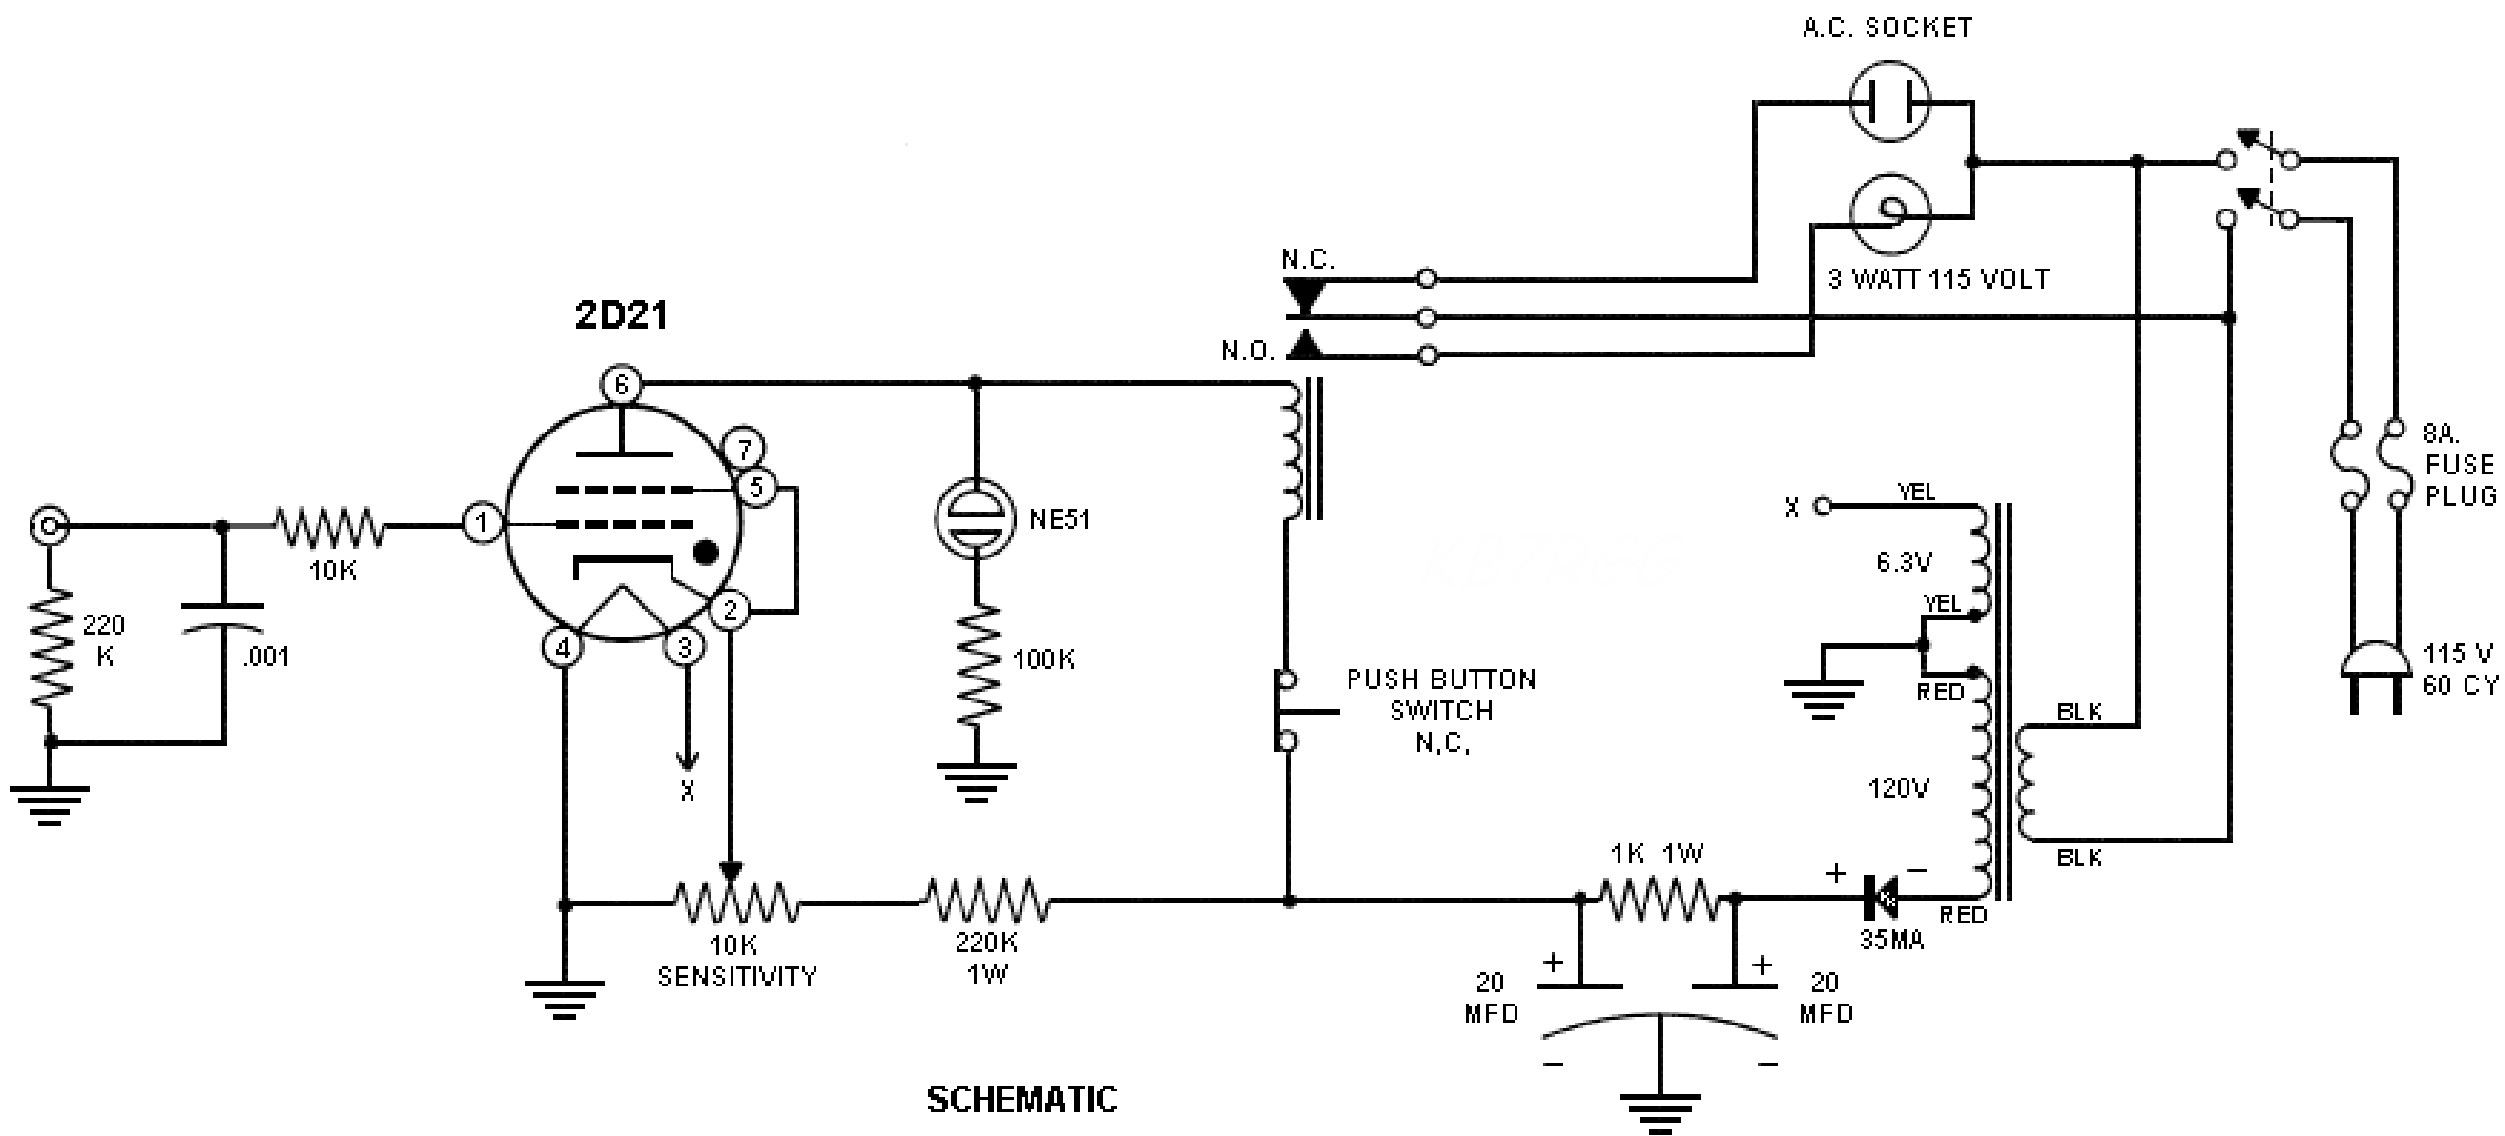 A.C. SOCKET
3 WATT 115 VOLT
N.C.
N.O.
2D21
6
7
5
1
2
4
3
X
10K
220
K
.001
NE51
100K
PUSH BUTTON
SWITCH
N,C,
X
YEL
6.3V
YEL
RED
120V
RED
BLK
BLK
8A.
FUSE
PLUG
115 V
60 CY
1K 1W
+
−
35MA
10K
SENSITIVITY
220K
1W
+
+
20
MFD
20
MFD
−
−
SCHEMATIC